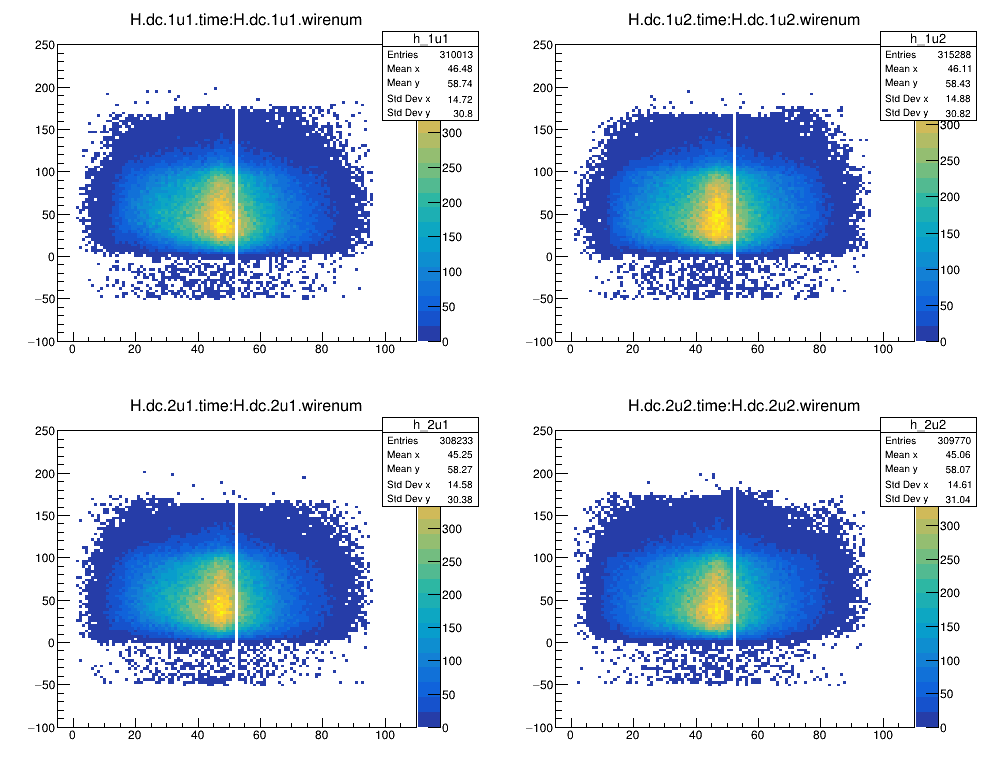 H.dc.1u1.time:H.dc.1u1.wirenum
h_1u1
Entries 310013
Mean x 46.48
Mean y 58.74
Std Dev x 14.72
Std Dev y 30.8
250
200
150
100
50
0
−50
−100
0 20 40 60 80 100
300
250
200
150
100
50
0
H.dc.1u2.time:H.dc.1u2.wirenum
h_1u2
Entries 315288
Mean x 46.11
Mean y 58.43
Std Dev x 14.88
Std Dev y 30.82
250
200
150
100
50
0
−50
−100
0 20 40 60 80 100
300
250
200
150
100
50
0
H.dc.2u1.time:H.dc.2u1.wirenum
h_2u1
Entries 308233
Mean x 45.25
Mean y 58.27
Std Dev x 14.58
Std Dev y 30.38
250
200
150
100
50
0
−50
−100
0 20 40 60 80 100
300
250
200
150
100
50
0
H.dc.2u2.time:H.dc.2u2.wirenum
h_2u2
Entries 309770
Mean x 45.06
Mean y 58.07
Std Dev x 14.61
Std Dev y 31.04
250
200
150
100
50
0
−50
−100
0 20 40 60 80 100
300
250
200
150
100
50
0